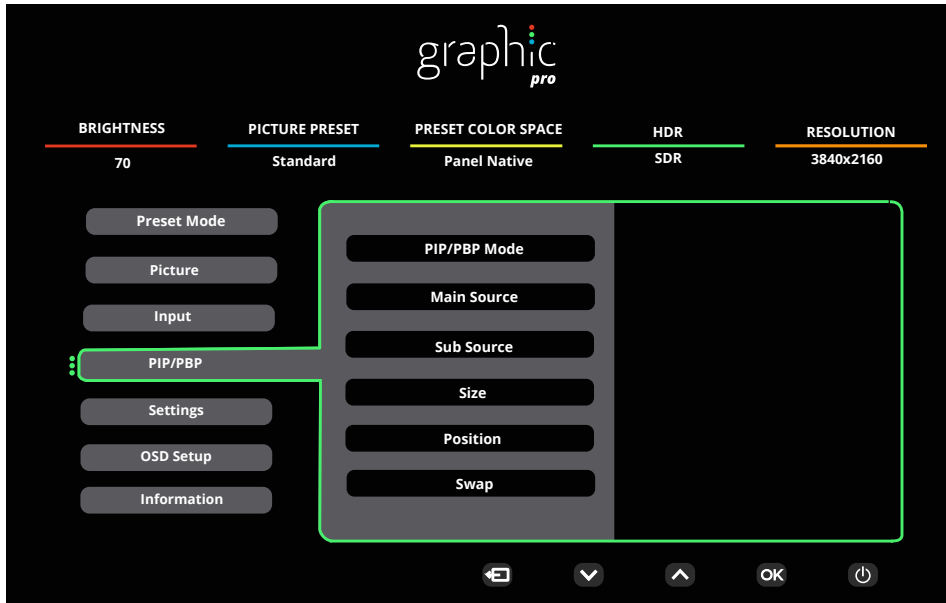 graphic
pro
BRIGHTNESS PICTURE PRESET PRESET COLOR SPACE HDR RESOLUTION
70 Standard Panel Native SDR 3840x2160
Preset Mode
Picture
Input
PIP/PBP
Settings
OSD Setup
Information
PIP/PBP Mode
Main Source
Sub Source
Size
Position
Swap
OK